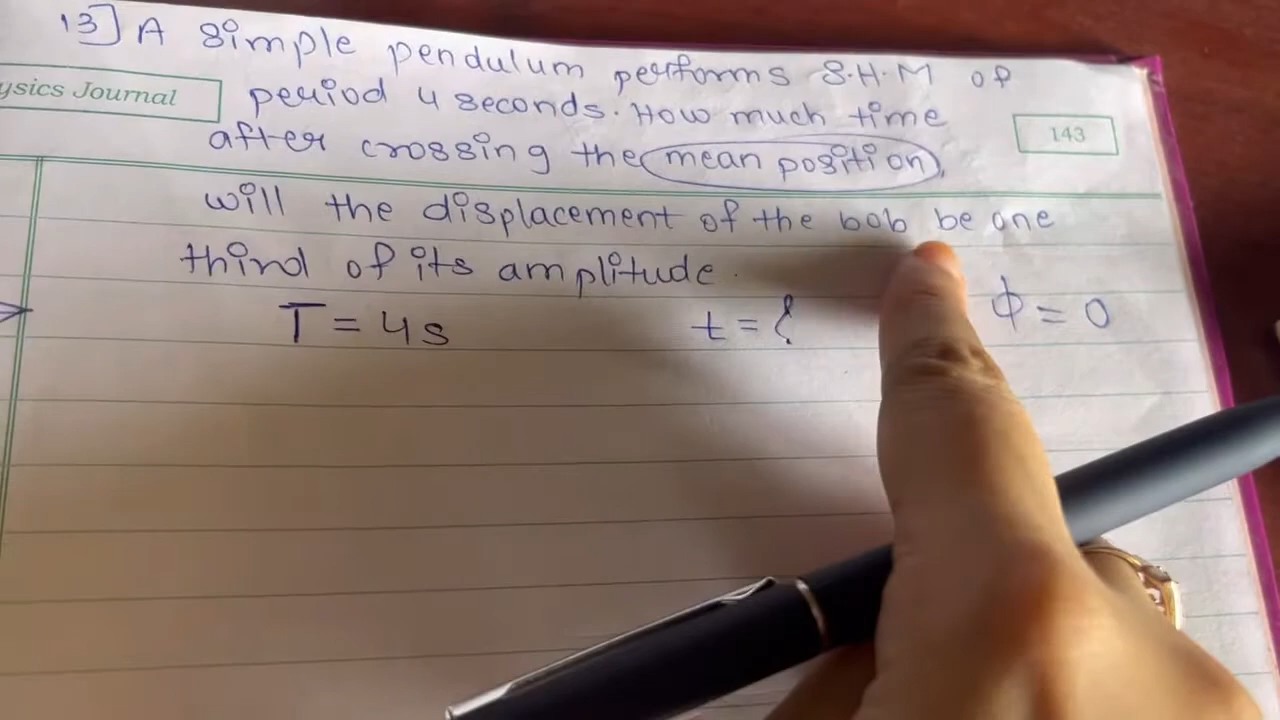 13] A simple pendulum performs S.H.M of
ysics Journal
period 4 seconds. How much time
143
after crossing the mean position,
will the displacement of the bob be one
third of its amplitude.
T = 4s t = ? ϕ = 0